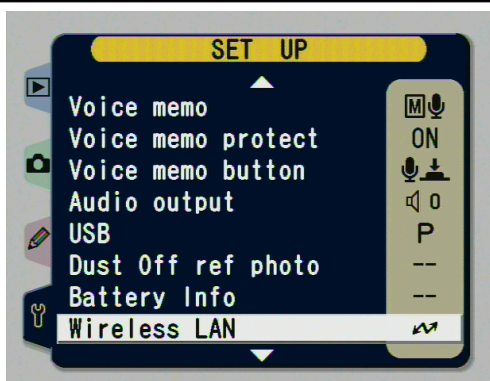 SET UP
Voice memo M
Voice memo protect ON
Voice memo button
Audio output 0
USB P
Dust Off ref photo --
Battery Info --
Wireless LAN